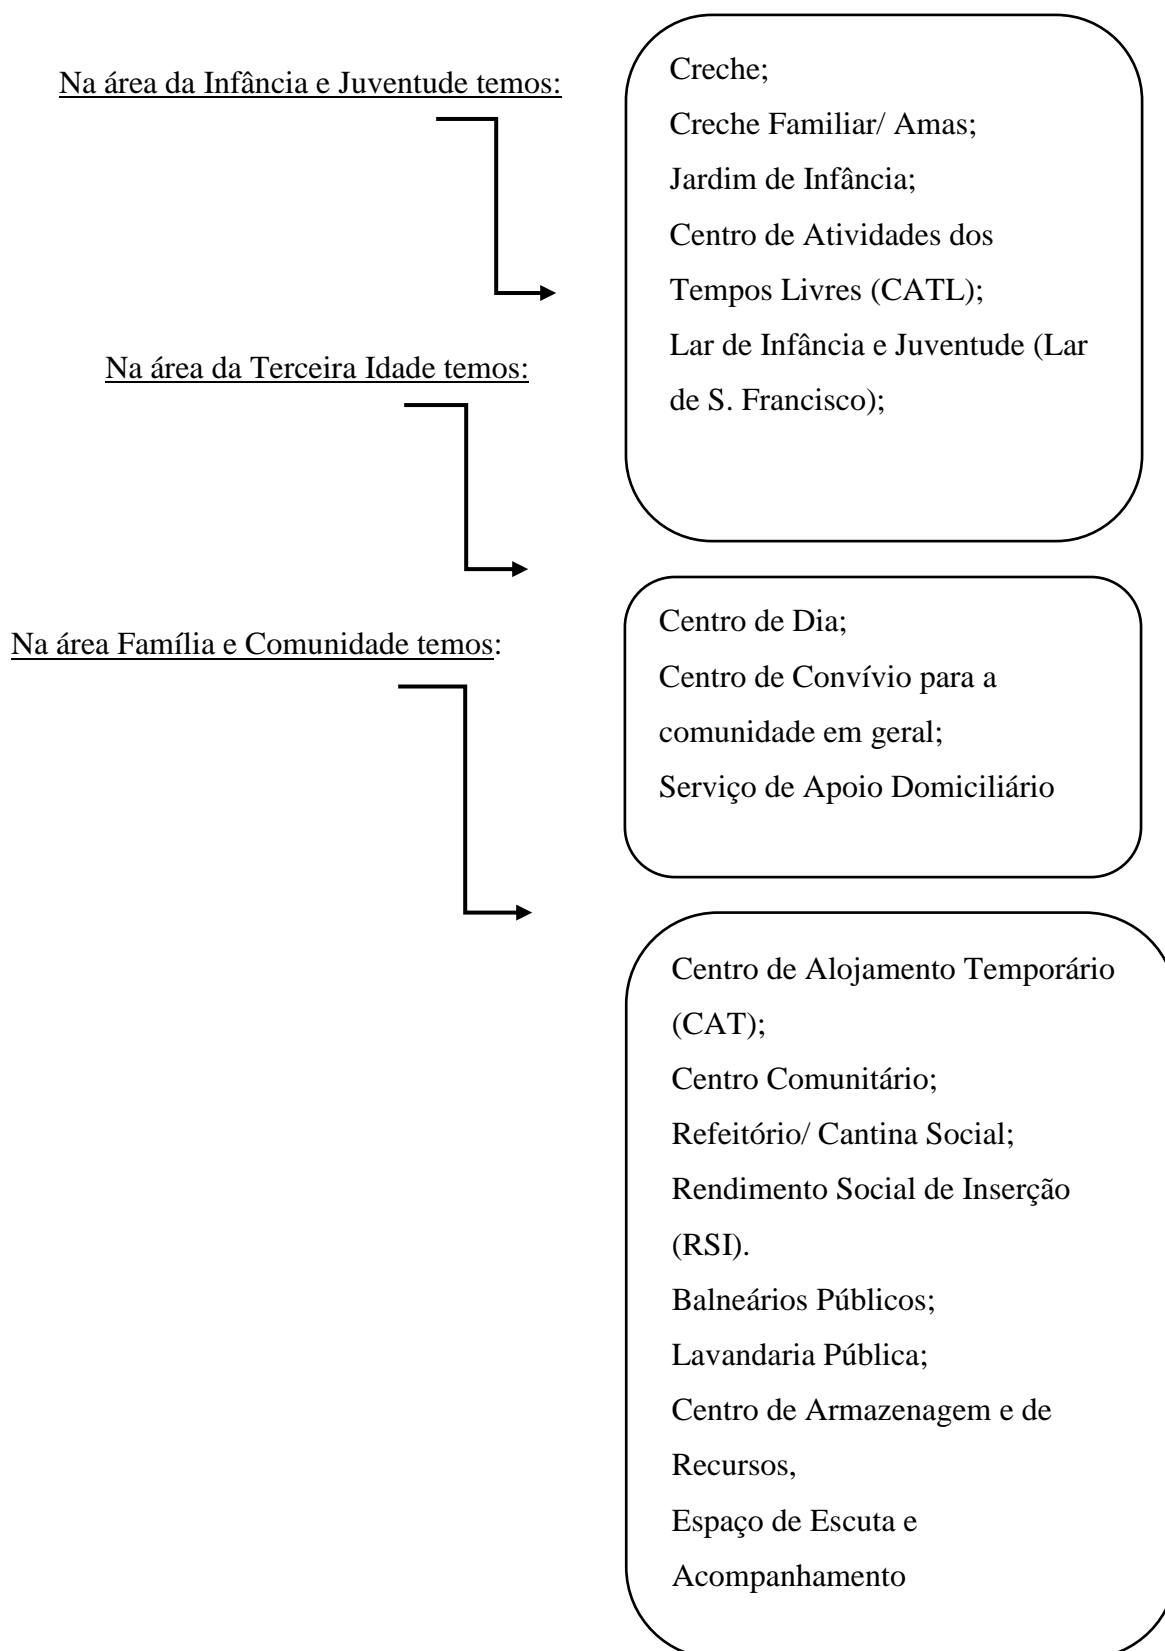 Na área da Infância e Juventude temos:
Creche;
Creche Familiar/ Amas;
Jardim de Infância;
Centro de Atividades dos
Tempos Livres (CATL);
Lar de Infância e Juventude (Lar
de S. Francisco);
Na área da Terceira Idade temos:
Centro de Dia;
Centro de Convívio para a
comunidade em geral;
Serviço de Apoio Domiciliário
Na área Família e Comunidade temos:
Centro de Alojamento Temporário
(CAT);
Centro Comunitário;
Refeitório/ Cantina Social;
Rendimento Social de Inserção
(RSI).
Balneários Públicos;
Lavandaria Pública;
Centro de Armazenagem e de
Recursos,
Espaço de Escuta e
Acompanhamento